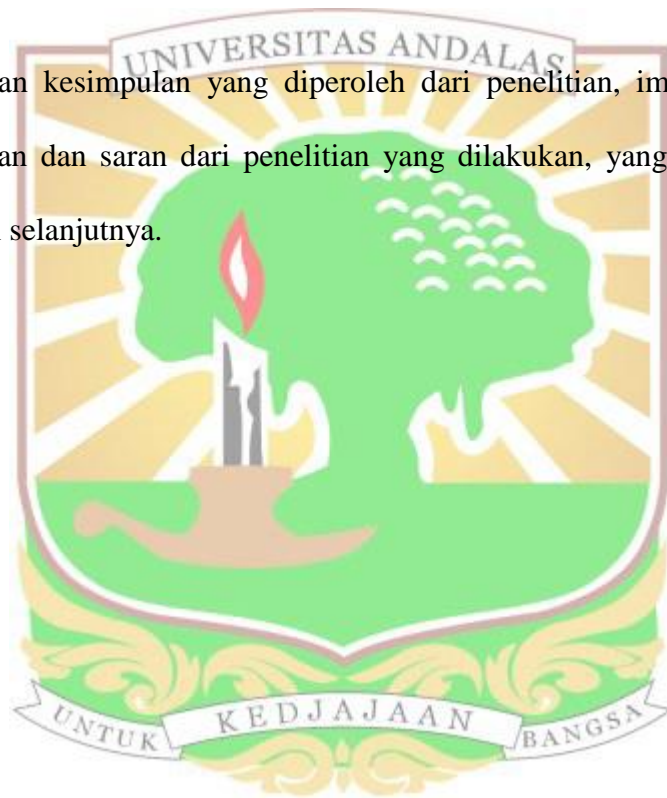 UNIVERSITAS ANDALAS
an kesimpulan yang diperoleh dari penelitian, im
an dan saran dari penelitian yang dilakukan, yang
selanjutnya.
UNTUK KEDJAJAAN BANGSA